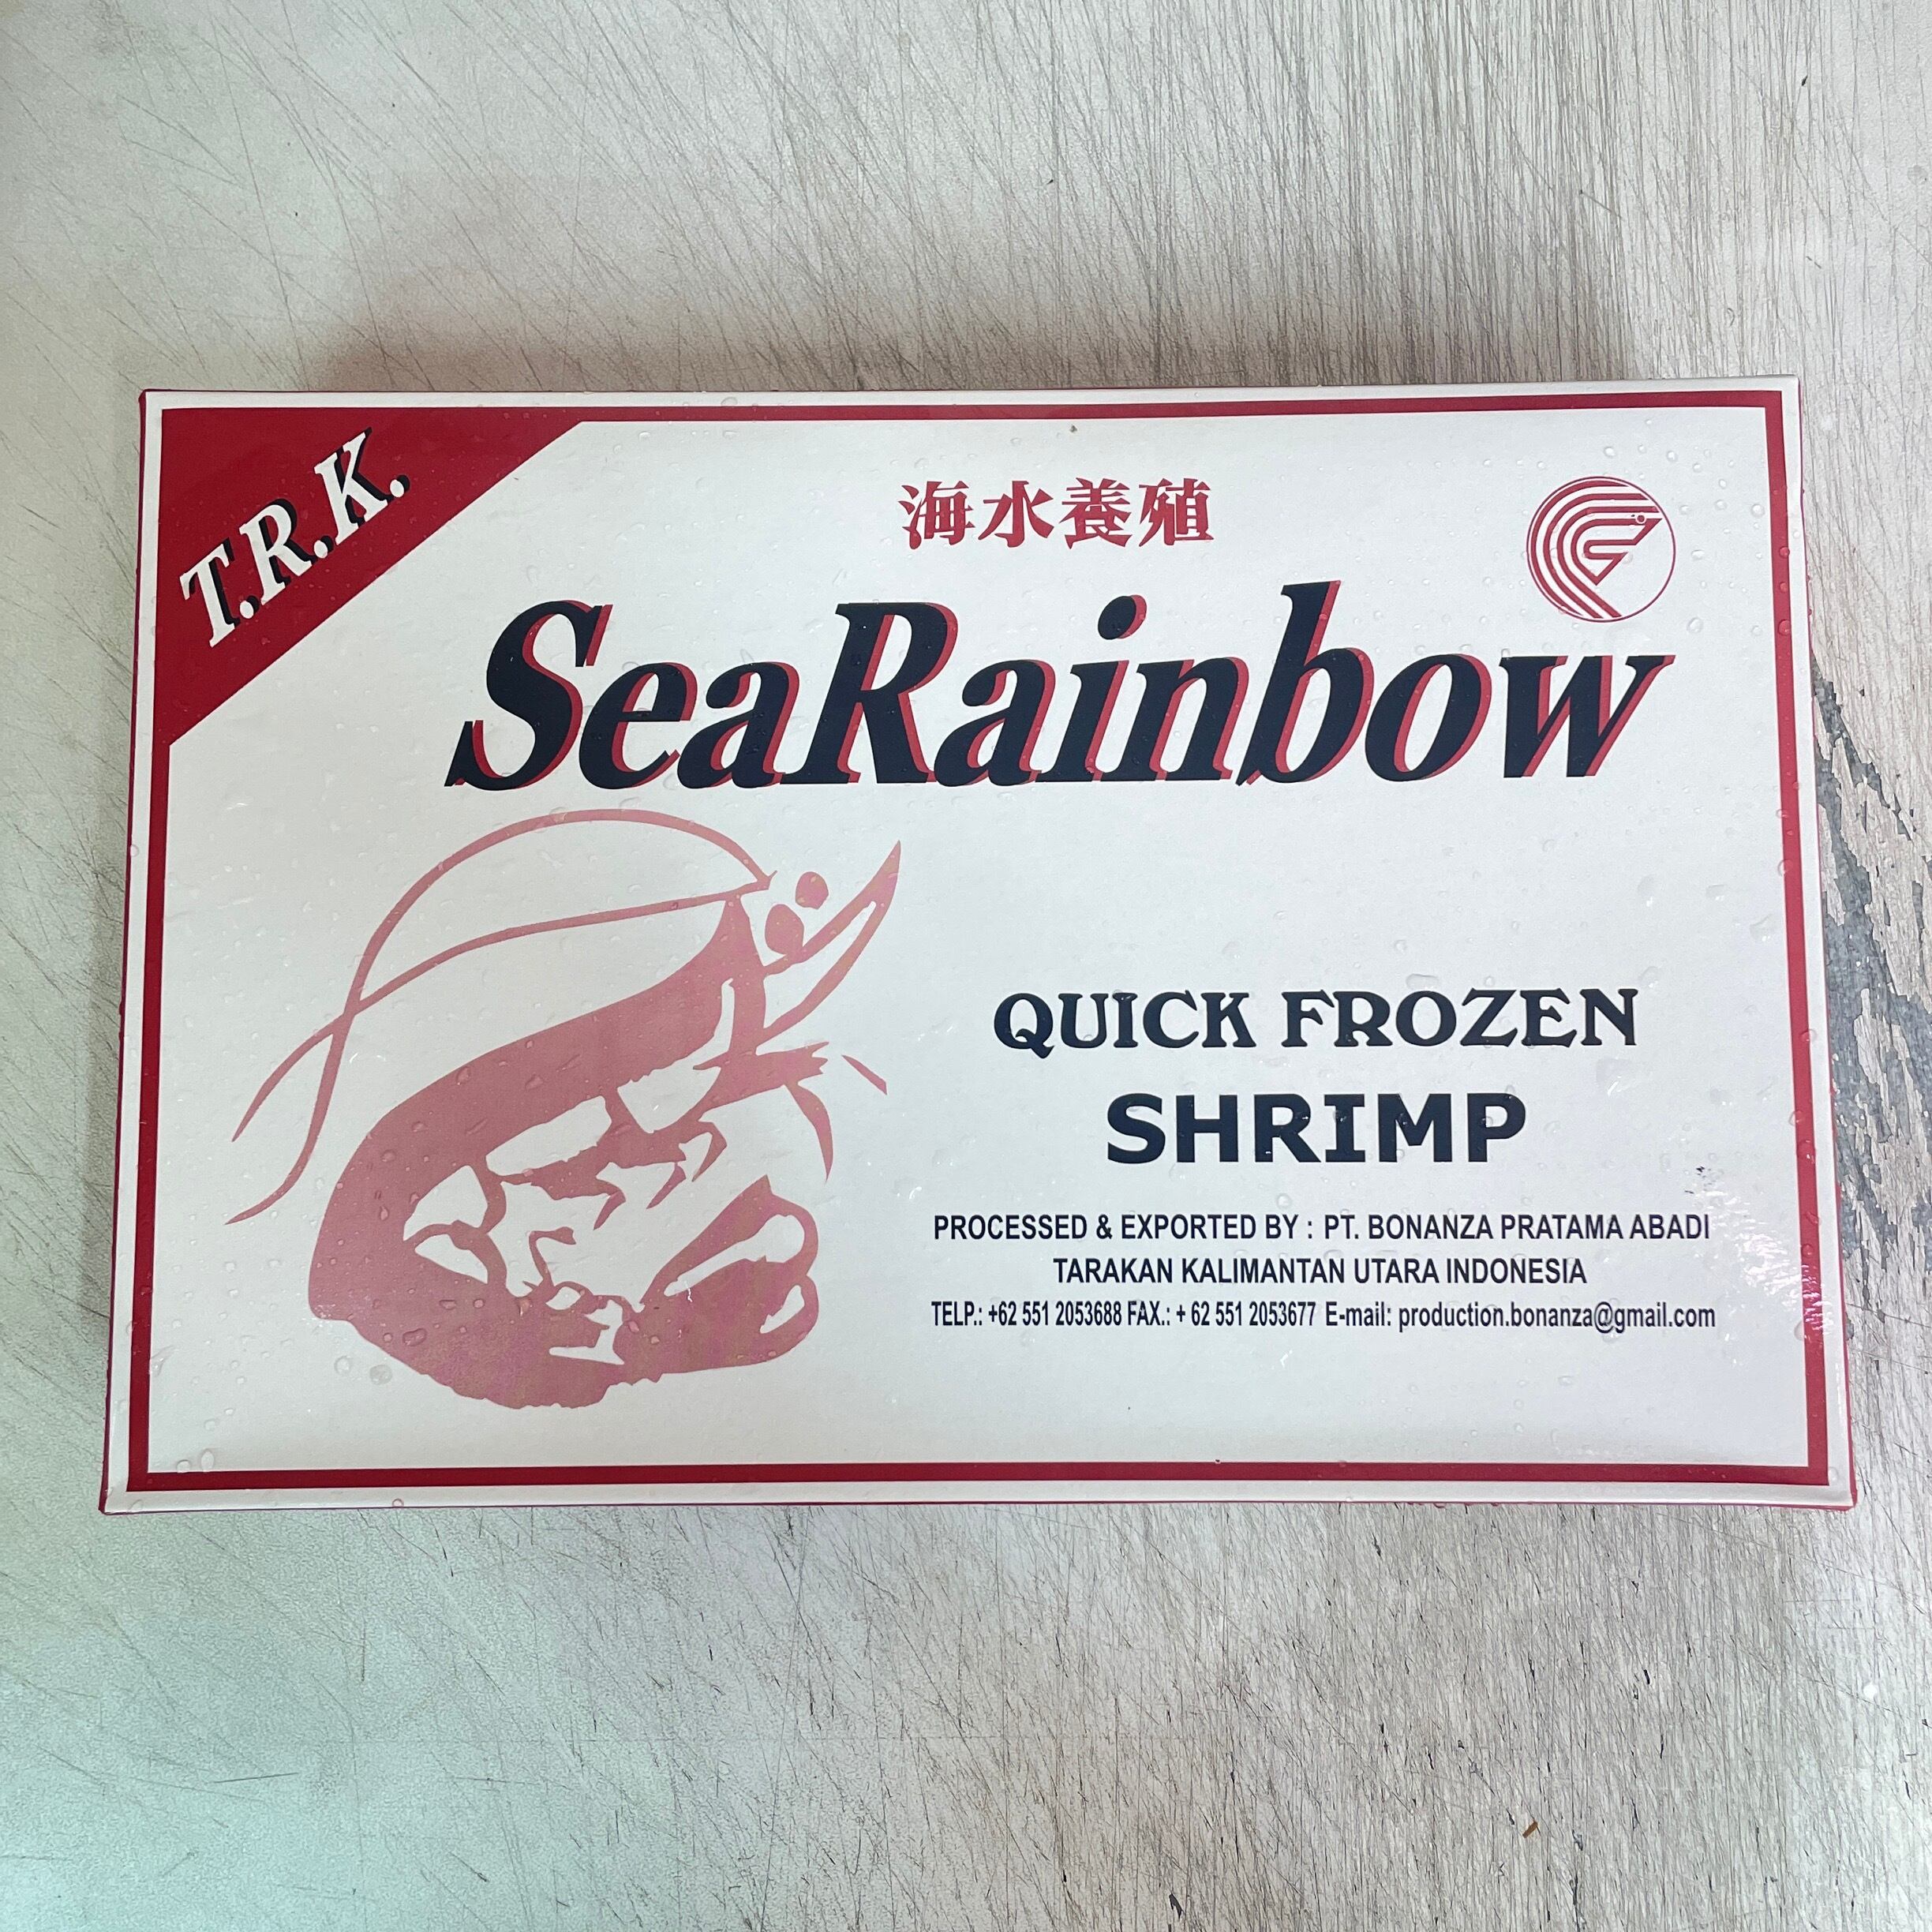 T.R.K.
海水養殖
SeaRainbow
QUICK FROZEN
SHRIMP
PROCESSED & EXPORTED BY : PT. BONANZA PRATAMA ABADI
TARAKAN KALIMANTAN UTARA INDONESIA
TELP.: +62 551 2053688 FAX.: + 62 551 2053677 E-mail: production.bonanza@gmail.com